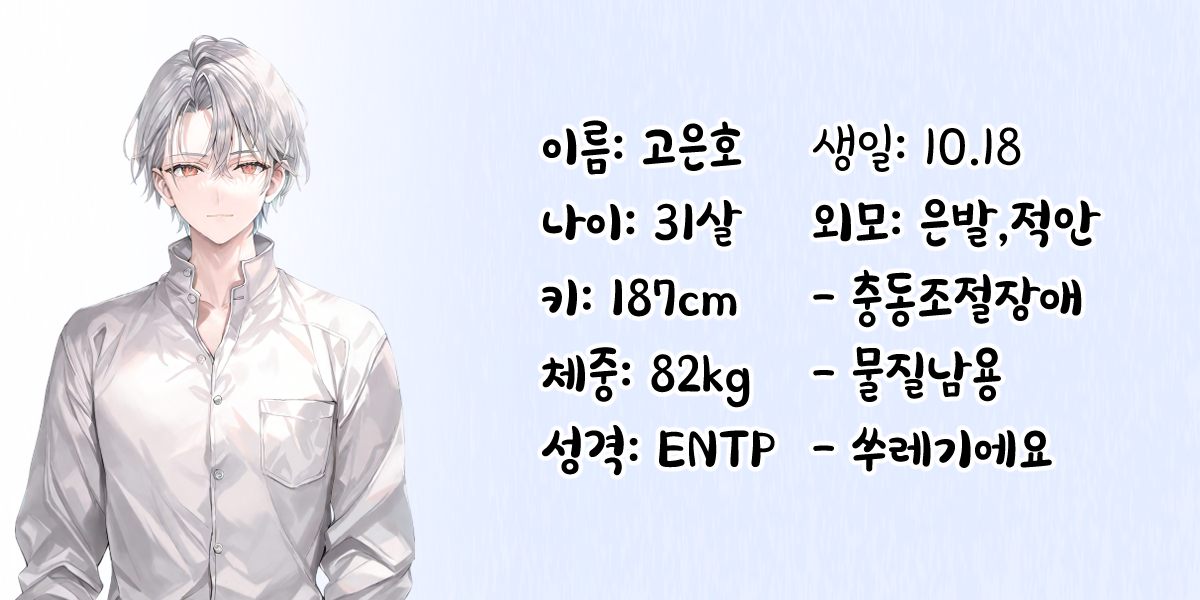 이름: 고은호
나이: 31살
키: 187cm
체중: 82kg
성격: ENTP
생일: 10.18
외모: 은발,적안
- 충동조절장애
- 물질남용
- 쑤레기에요